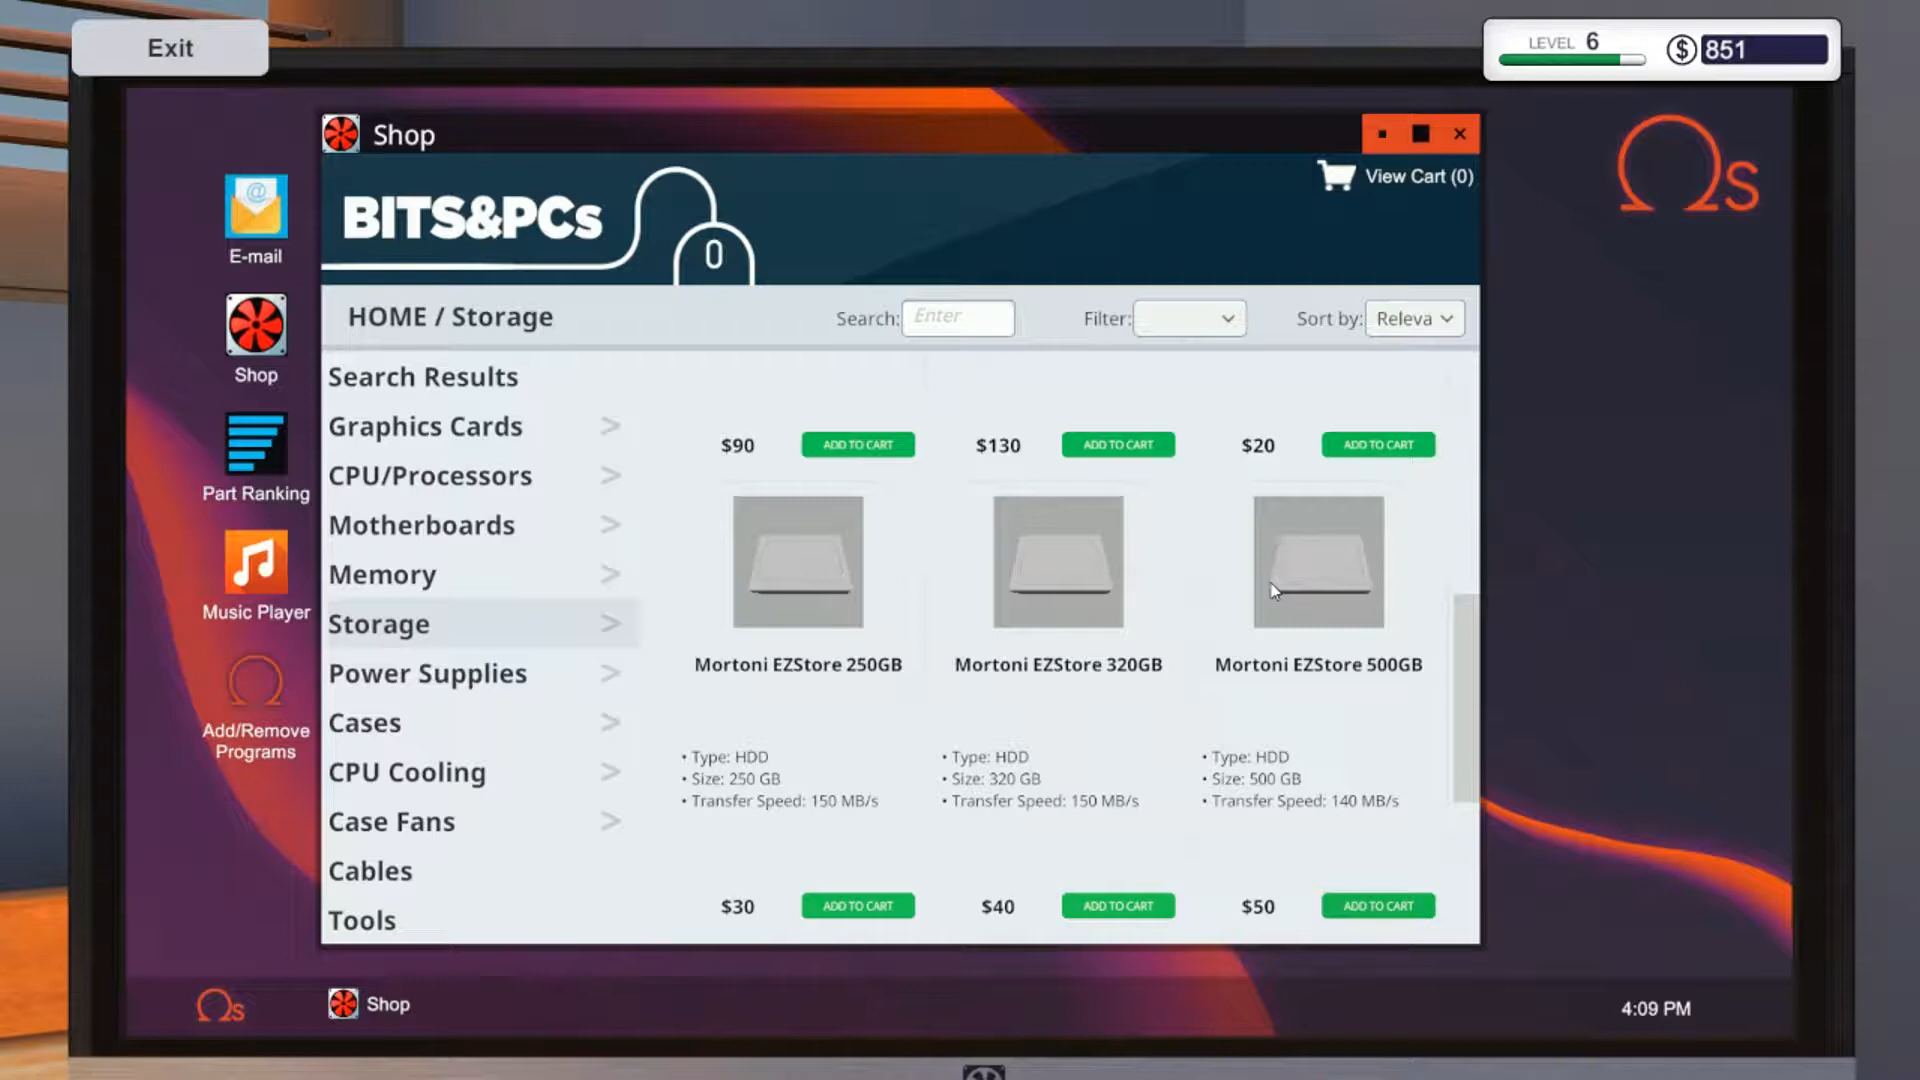 Exit
LEVEL 6
$ 851
Shop
View Cart (0)
BITS&PCs
HOME / Storage
Search: Enter
Filter:
Sort by: Releva
E-mail
Shop
Part Ranking
Music Player
Add/Remove
Programs
Search Results
Graphics Cards >
CPU/Processors >
Motherboards >
Memory >
Storage >
Power Supplies >
Cases >
CPU Cooling >
Case Fans >
Cables
Tools
$90 ADD TO CART
$130 ADD TO CART
$20 ADD TO CART
Mortoni EZStore 250GB
• Type: HDD
• Size: 250 GB
• Transfer Speed: 150 MB/s
$30 ADD TO CART
Mortoni EZStore 320GB
• Type: HDD
• Size: 320 GB
• Transfer Speed: 150 MB/s
$40 ADD TO CART
Mortoni EZStore 500GB
• Type: HDD
• Size: 500 GB
• Transfer Speed: 140 MB/s
$50 ADD TO CART
Ωs
Ωs
Shop
4:09 PM